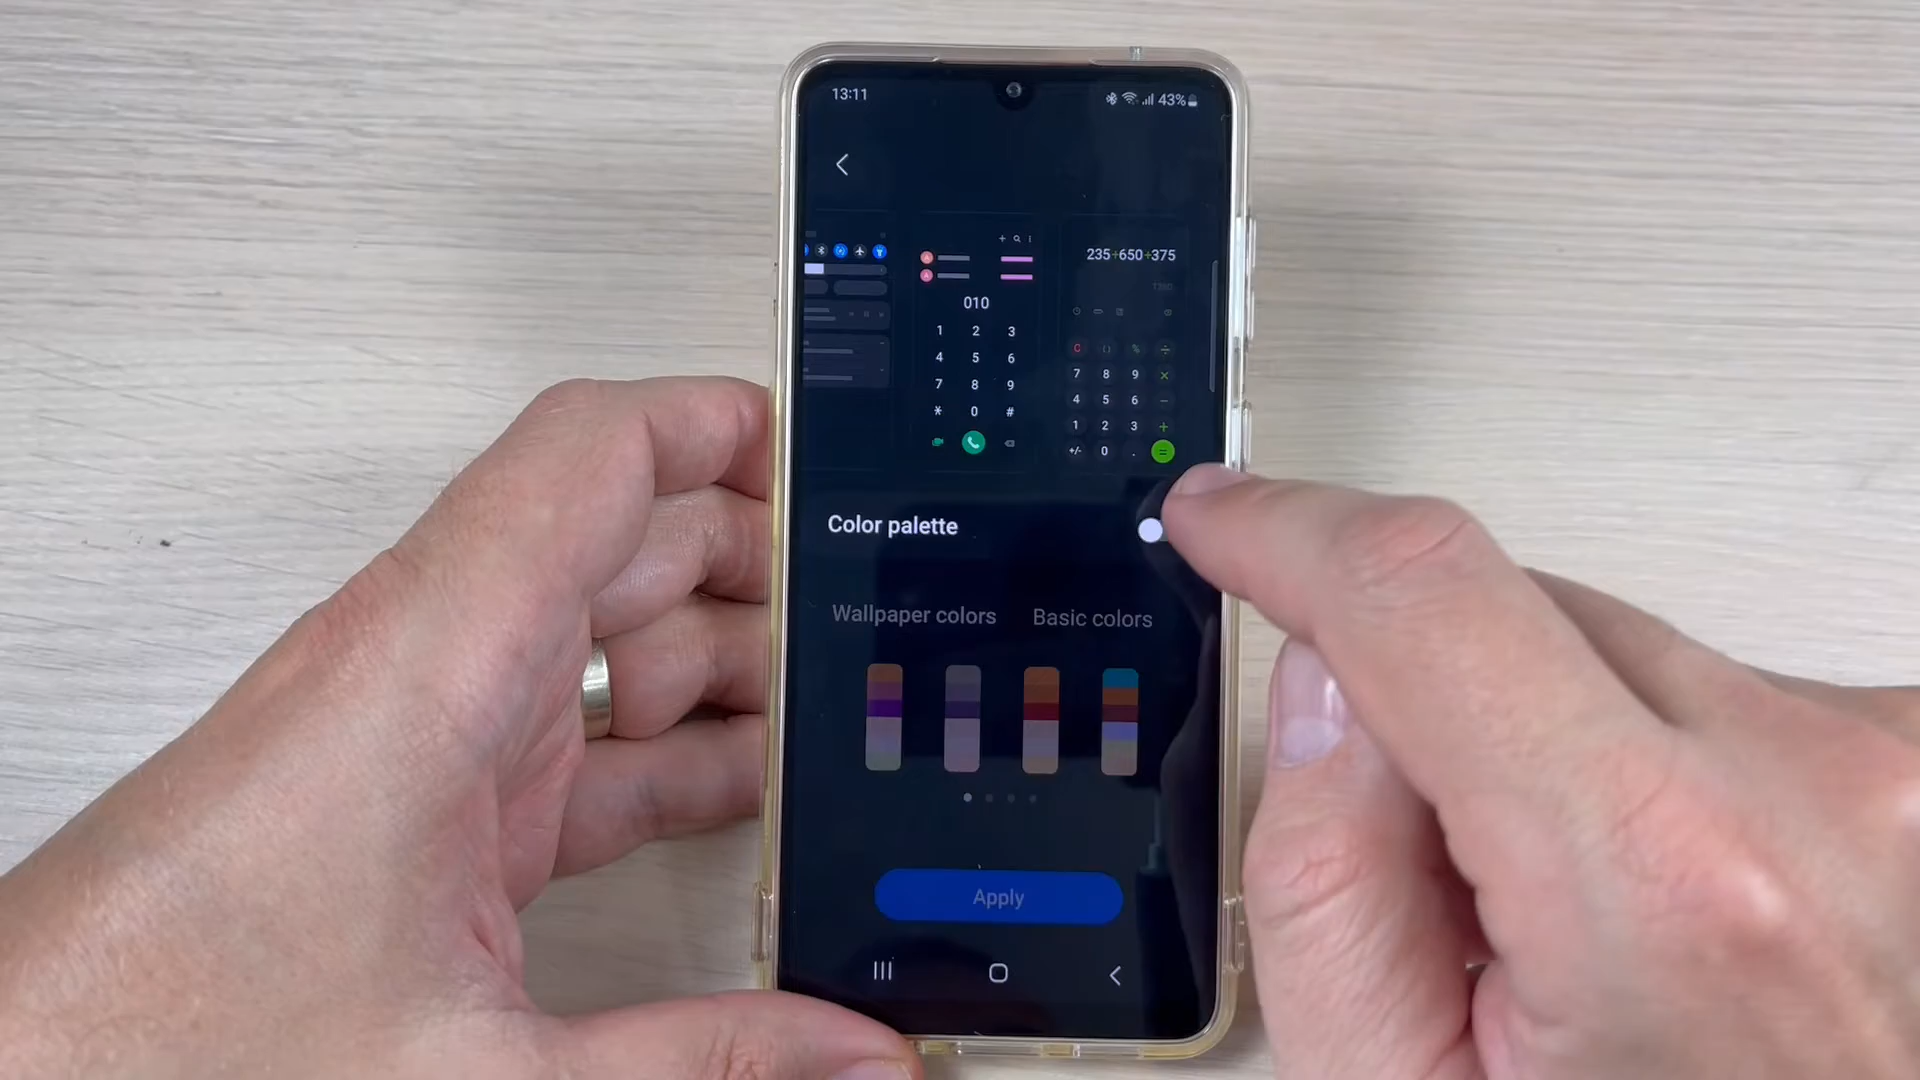 13:11
43%
235+650+375
010
1 2 3
4 5 6
7 8 9
* 0 #
C ( ) % ÷
7 8 9 ×
4 5 6 −
1 2 3 +
+/- 0 . =
Color palette
Wallpaper colors
Basic colors
Apply